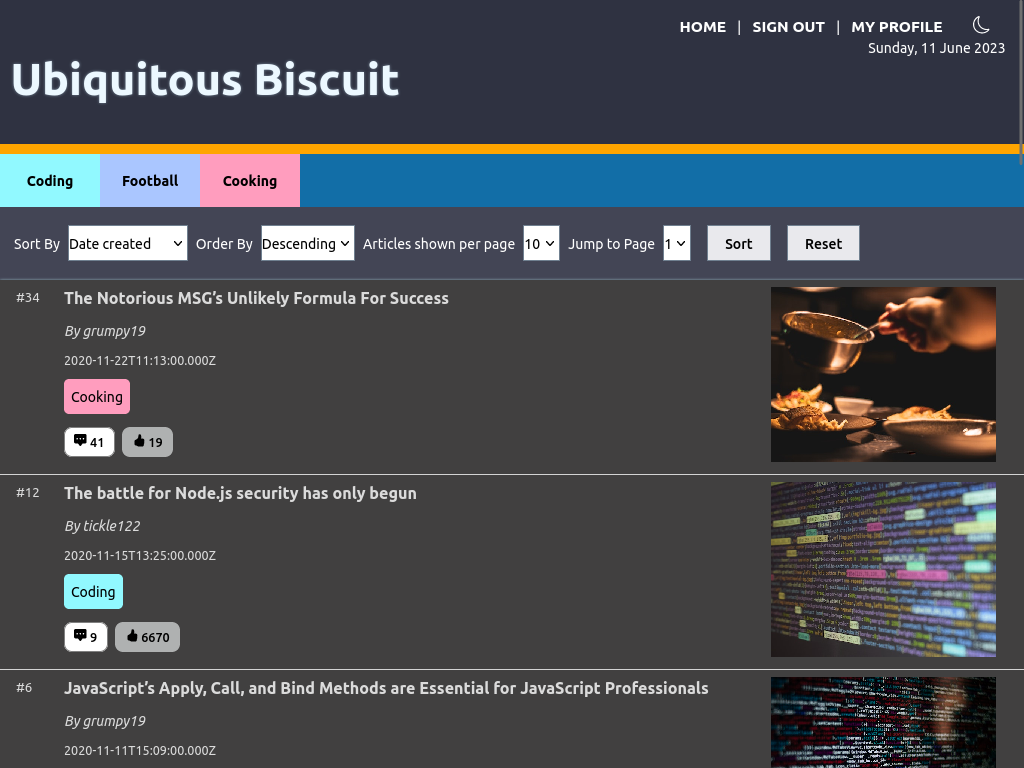 HOME | SIGN OUT | MY PROFILE
Sunday, 11 June 2023
Ubiquitous Biscuit
Coding Football Cooking
Sort By Date created Order By Descending Articles shown per page 10 Jump to Page 1 Sort Reset
#34 The Notorious MSG’s Unlikely Formula For Success
By grumpy19
2020-11-22T11:13:00.000Z
Cooking
41 19
#12 The battle for Node.js security has only begun
By tickle122
2020-11-15T13:25:00.000Z
Coding
9 6670
#6 JavaScript’s Apply, Call, and Bind Methods are Essential for JavaScript Professionals
By grumpy19
2020-11-11T15:09:00.000Z